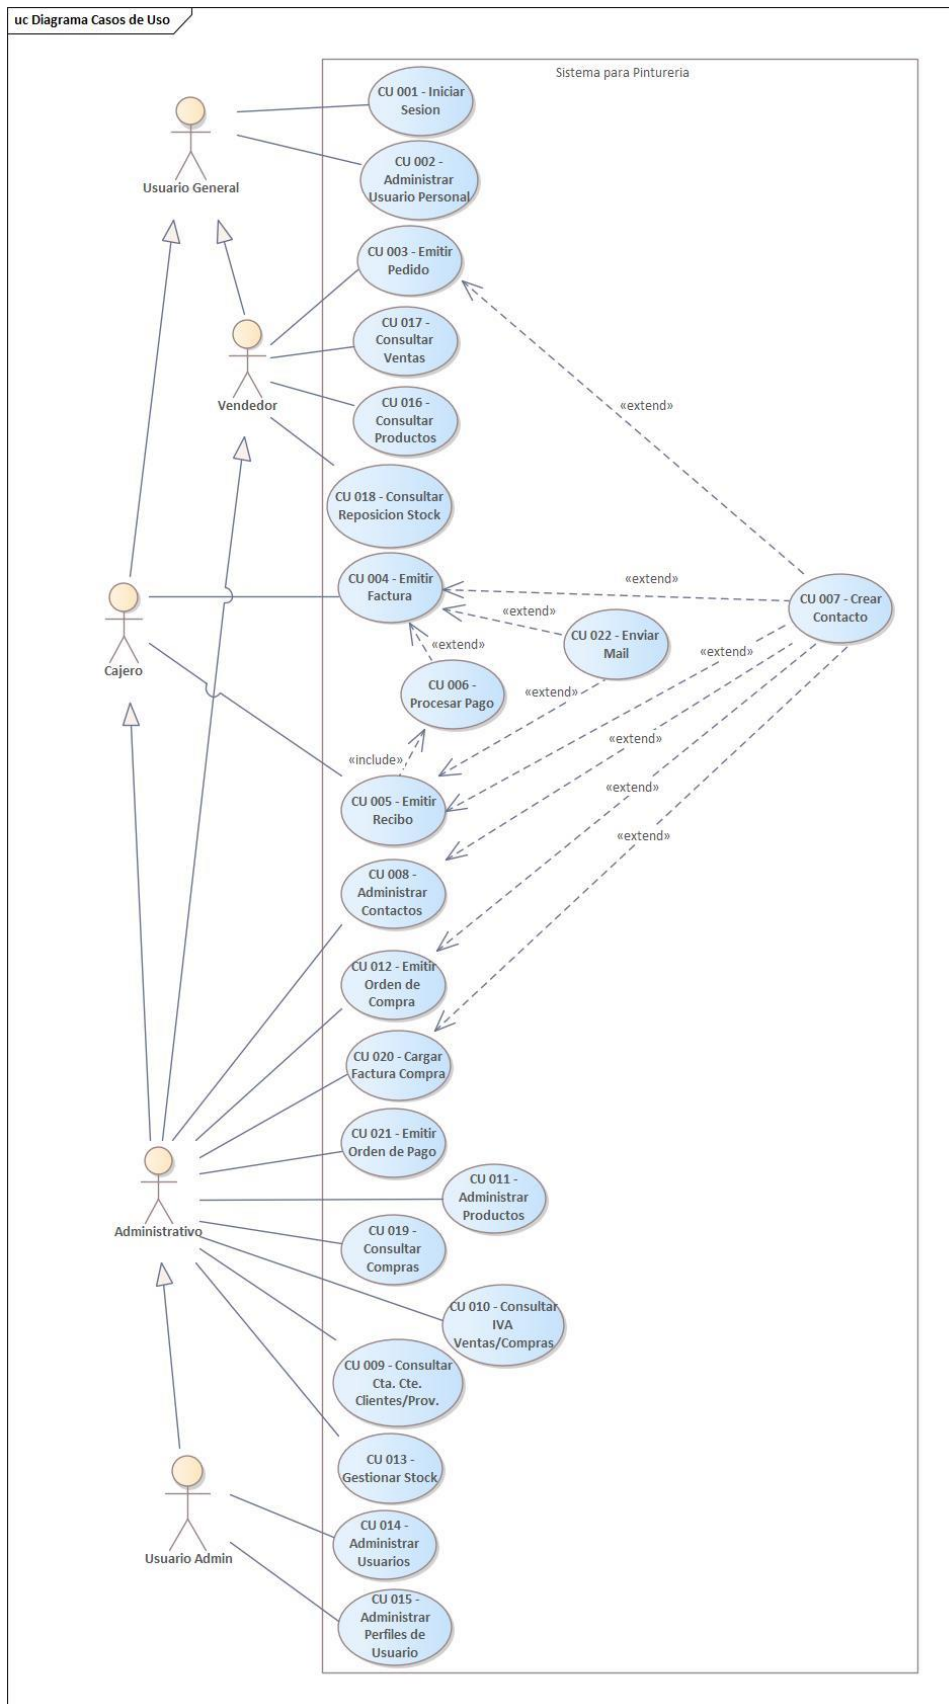 uc Diagrama Casos de Uso
Sistema para Pintureria
CU 001 - Iniciar
Sesion
CU 002 -
Administrar
Usuario Personal
Usuario General
CU 003 - Emitir
Pedido
CU 017 -
Consultar
Ventas
CU 016 -
Consultar
Productos
Vendedor
«extend»
CU 018 - Consultar
Reposicion Stock
CU 004 - Emitir
Factura
«extend»
CU 007 - Crear
Contacto
«extend»
CU 022 - Enviar
Mail
«extend»
«extend»
Cajero
CU 006 -
Procesar Pago
«extend»
«extend»
«include»
«extend»
CU 005 - Emitir
Recibo
«extend»
CU 008 -
Administrar
Contactos
CU 012 - Emitir
Orden de
Compra
CU 020 - Cargar
Factura Compra
CU 021 - Emitir
Orden de Pago
CU 011 -
Administrar
Productos
Administrativo
CU 019 -
Consultar
Compras
CU 010 - Consultar
IVA
Ventas/Compras
CU 009 - Consultar
Cta. Cte.
Clientes/Prov.
CU 013 -
Gestionar Stock
CU 014 -
Administrar
Usuarios
Usuario Admin
CU 015 -
Administrar
Perfiles de
Usuario